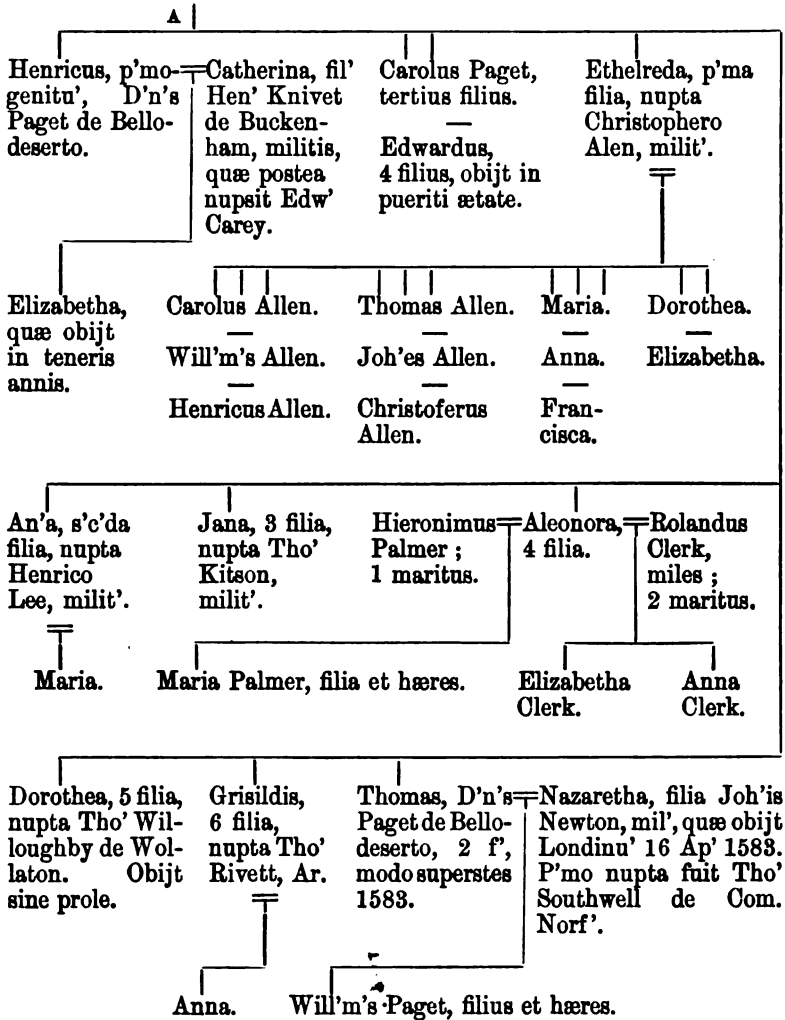 A
Henricus, p'mo-
genitu', D'n's
Paget de Bello-
deserto.
Catherina, fil'
Hen' Knivet
de Bucken-
ham, militis,
quæ postea
nupsit Edw'
Carey.
Carolus Paget,
tertius filius.
—
Edwardus,
4 filius, obijt in
pueriti ætate.
Ethelreda, p'ma
filia, nupta
Christophero
Alen, milit'.
Elizabetha,
quæ obijt
in teneris
annis.
Carolus Allen.
—
Will'm's Allen.
—
Henricus Allen.
Thomas Allen.
—
Joh'es Allen.
—
Christoferus
Allen.
Maria.
—
Anna.
—
Fran-
cisca.
Dorothea.
—
Elizabetha.
An'a, s'c'da
filia, nupta
Henrico
Lee, milit'.
Jana, 3 filia,
nupta Tho'
Kitson,
milit'.
Hieronimus
Palmer ;
1 maritus.
Aleonora,
4 filia.
Rolandus
Clerk,
miles ;
2 maritus.
Maria.
Maria Palmer, filia et hæres.
Elizabetha
Clerk.
Anna
Clerk.
Dorothea, 5 filia,
nupta Tho' Wil-
loughby de Wol-
laton. Obijt
sine prole.
Grisildis,
6 filia,
nupta Tho'
Rivett, Ar.
Thomas, D'n's
Paget de Bello-
deserto, 2 f',
modo superstes
1583.
Nazaretha, filia Joh'is
Newton, mil', quæ obijt
Londinu' 16 Ap' 1583.
P'mo nupta fuit Tho'
Southwell de Com.
Norf'.
Anna.
Will'm's Paget, filius et hæres.